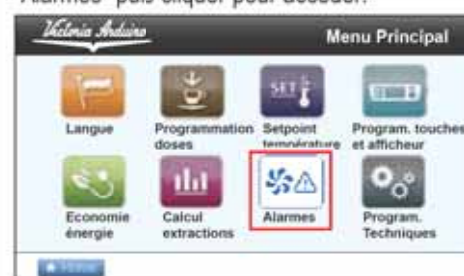 "Alarmes" puis cliquer pour accéder.
Victoria Arduino
Menu Principal
Langue
Programmation doses
Setpoint température
Program. touches et afficheur
Economie énergie
Calcul extractions
Alarmes
Program. Techniques
Home